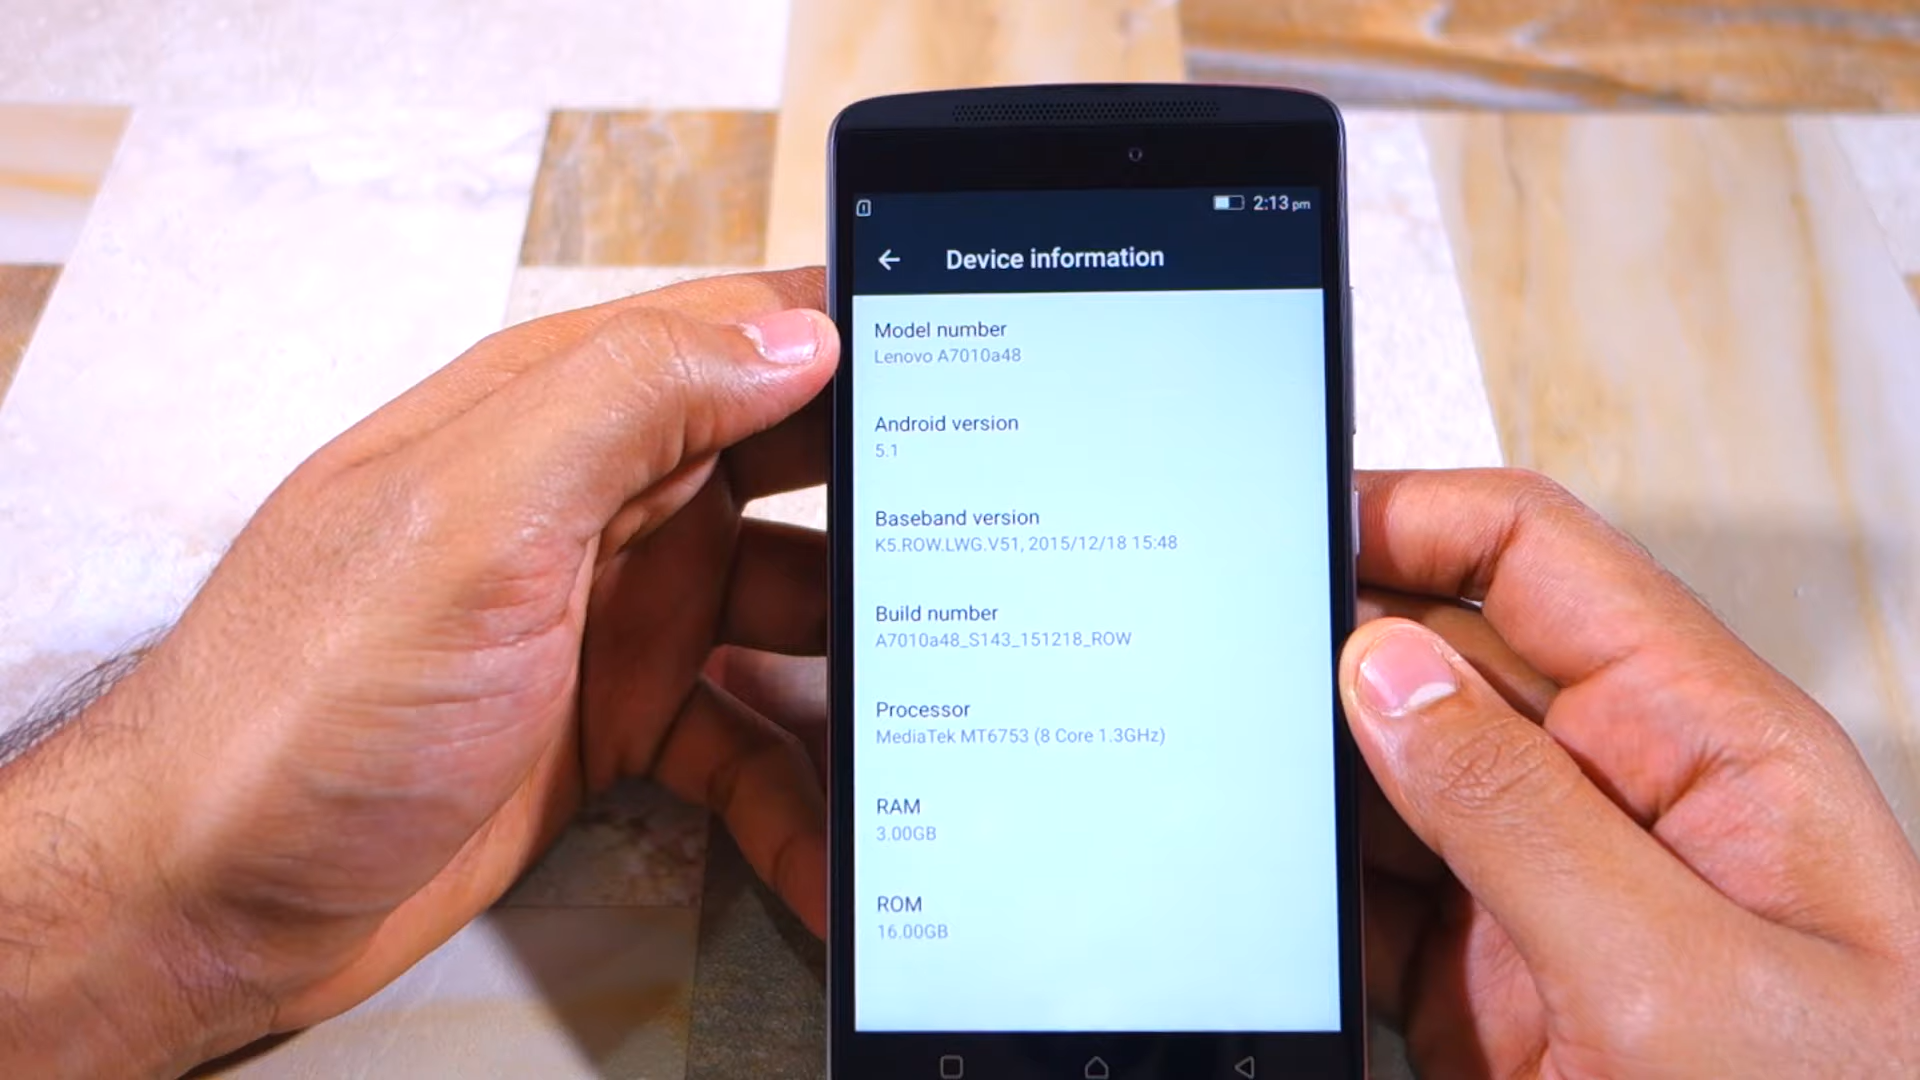 2:13 pm
Device information
Model number
Lenovo A7010a48
Android version
5.1
Baseband version
K5.ROW.LWG.V51, 2015/12/18 15:48
Build number
A7010a48_S143_151218_ROW
Processor
MediaTek MT6753 (8 Core 1.3GHz)
RAM
3.00GB
ROM
16.00GB